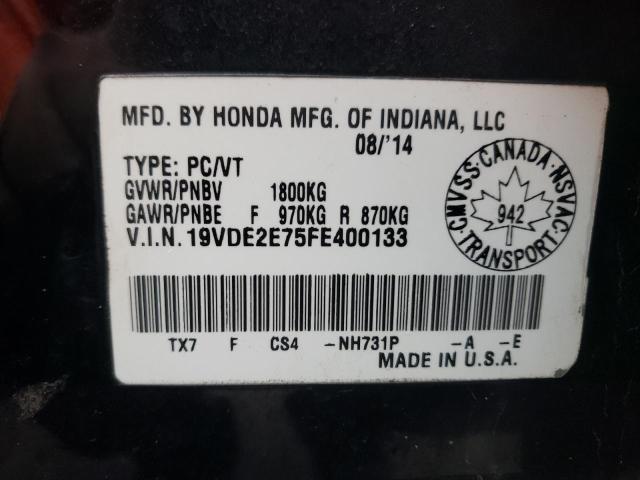 MFD. BY HONDA MFG. OF INDIANA, LLC
08/'14
TYPE: PC/VT
GVWR/PNBV 1800KG
GAWR/PNBE F 970KG R 870KG
V.I.N. 19VDE2E75FE400133
CMVSS · CANADA · NSVAC · TRANSPORT ·
942
TX7 F CS4 -NH731P -A -E
MADE IN U.S.A.